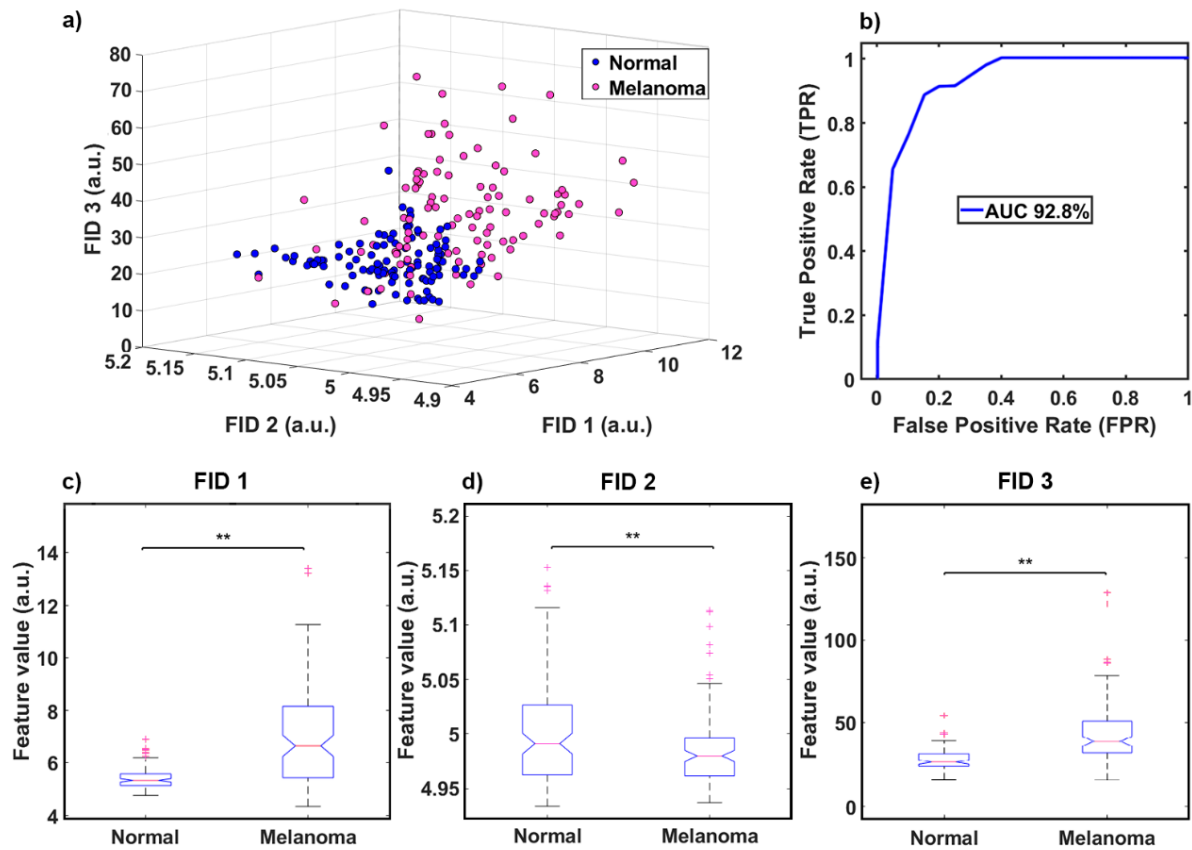 a)
80
70
60
50
40
30
20
10
0
FID 3 (a.u.)
Normal
Melanoma
5.2
5.15
5.1
5.05
5
4.95
4.9
FID 2 (a.u.)
4
6
8
10
12
FID 1 (a.u.)
b)
1
0.8
0.6
0.4
0.2
0
True Positive Rate (TPR)
AUC 92.8%
0
0.2
0.4
0.6
0.8
1
False Positive Rate (FPR)
c)
FID 1
14
12
10
8
6
4
Feature value (a.u.)
**
Normal
Melanoma
d)
FID 2
5.2
5.15
5.1
5.05
5
4.95
Feature value (a.u.)
**
Normal
Melanoma
e)
FID 3
150
100
50
0
Feature value (a.u.)
**
Normal
Melanoma